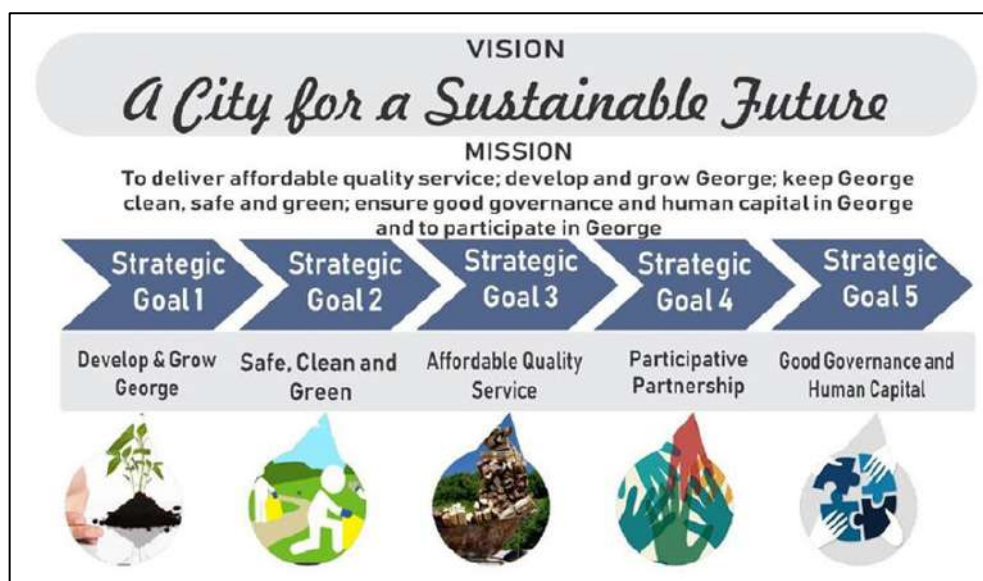 VISION
A City for a Sustainable Future
MISSION
To deliver affordable quality service; develop and grow George; keep George
clean, safe and green; ensure good governance and human capital in George
and to participate in George
Strategic
Goal 1
Strategic
Goal 2
Strategic
Goal 3
Strategic
Goal 4
Strategic
Goal 5
Develop & Grow
George
Safe, Clean and
Green
Affordable Quality
Service
Participative
Partnership
Good Governance and
Human Capital